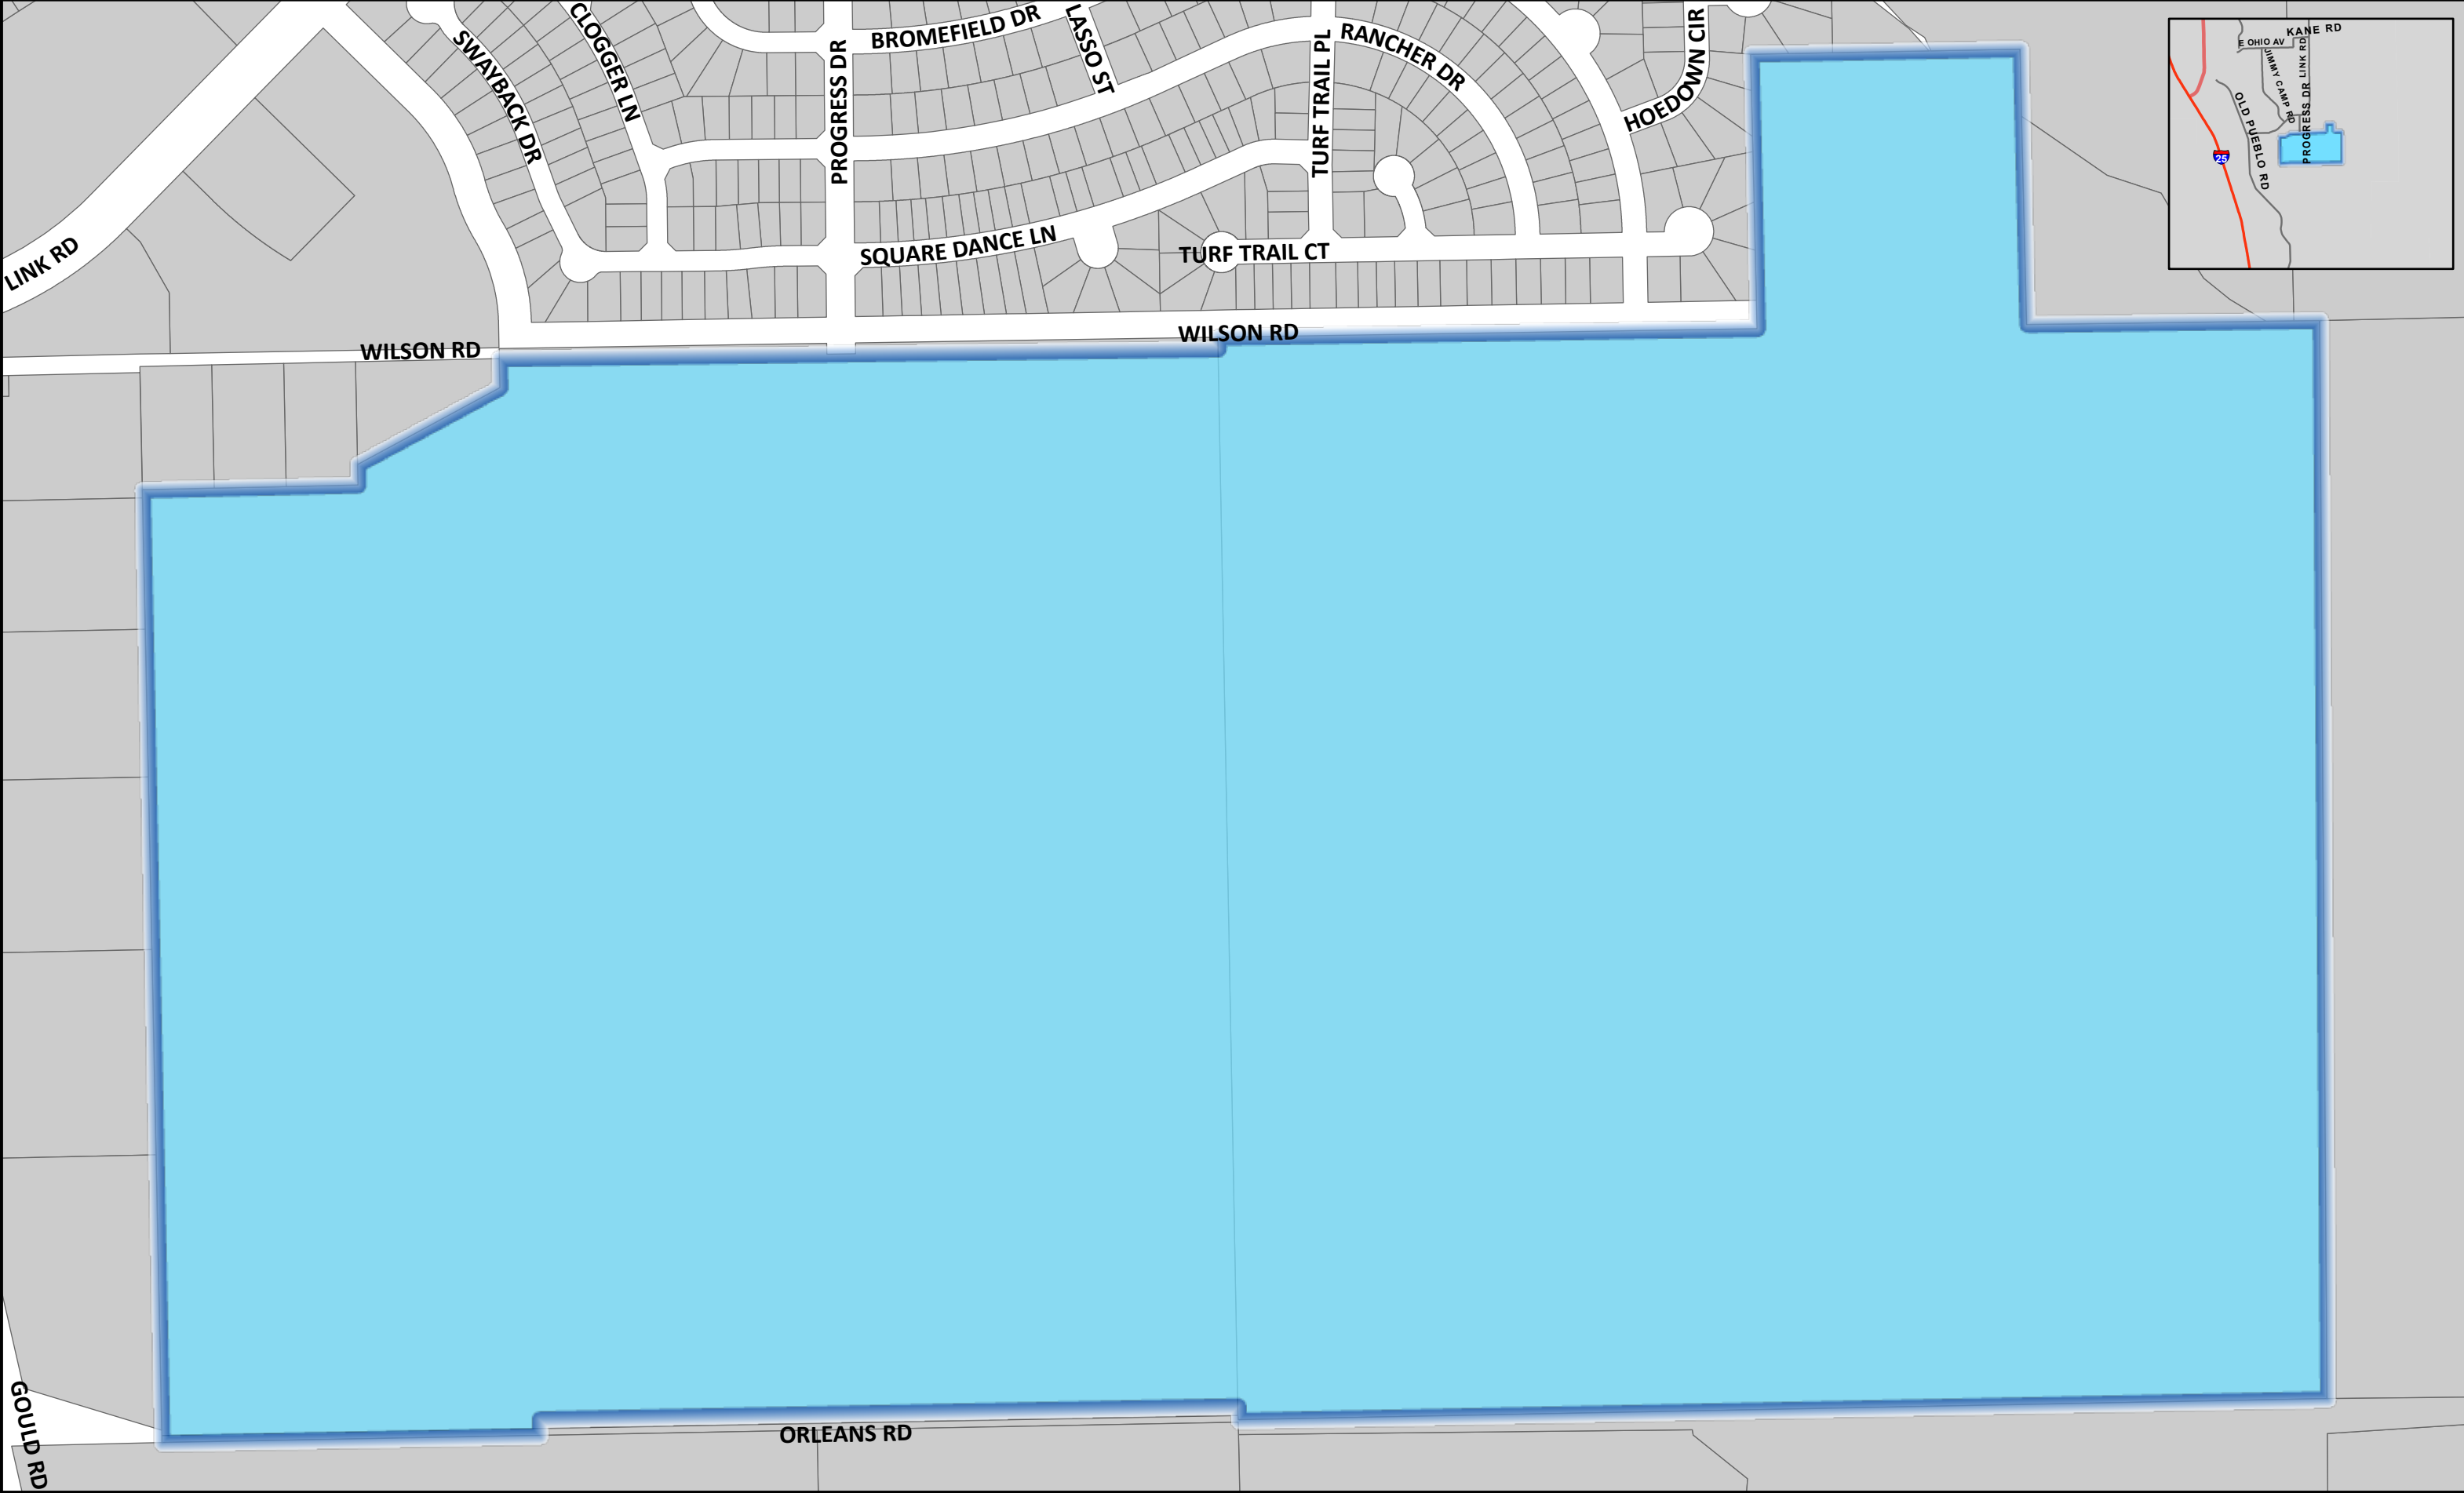 SWAYBACK DR
CLOGGER LN
PROGRESS DR
BROMEFIELD DR
LASSO ST
TURF TRAIL PL
RANCHER DR
HOEDOWN CIR
LINK RD
SQUARE DANCE LN
TURF TRAIL CT
WILSON RD
WILSON RD
ORLEANS RD
GOULD RD
KANE RD
E OHIO AV
JIMMY CAMP RD
LINK RD
PROGRESS DR
OLD PUEBLO RD
25